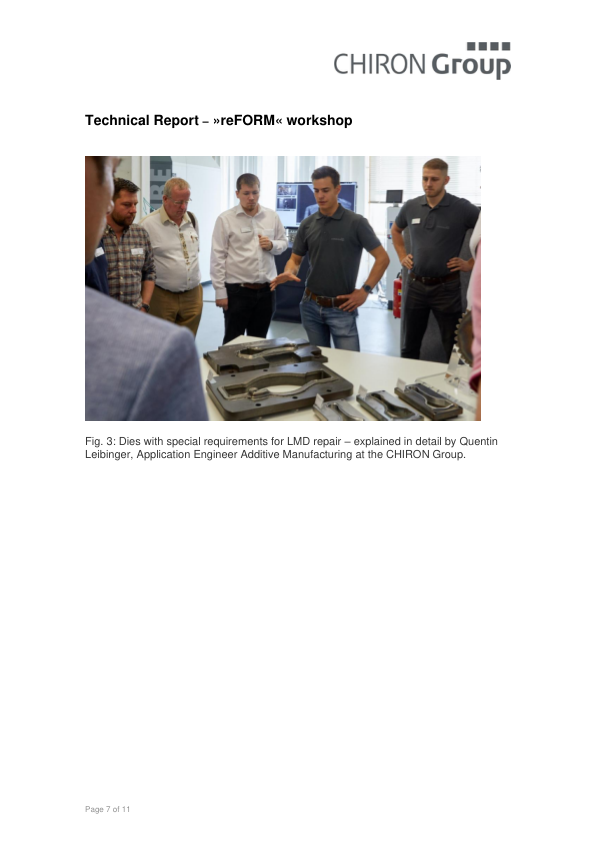 CHIRON Group
Technical Report – »reFORM« workshop
Fig. 3: Dies with special requirements for LMD repair – explained in detail by Quentin
Leibinger, Application Engineer Additive Manufacturing at the CHIRON Group.
Page 7 of 11